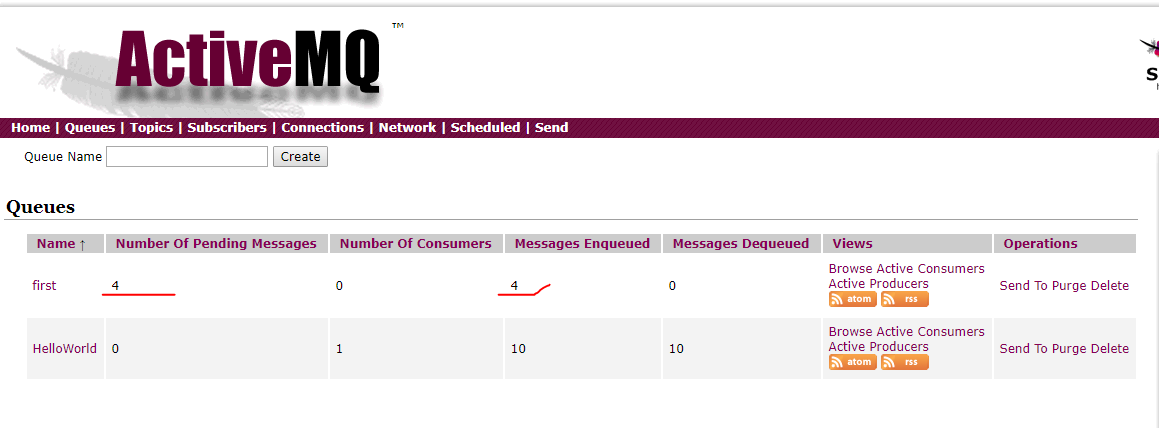 ActiveMQ ™
S
Home | Queues | Topics | Subscribers | Connections | Network | Scheduled | Send
Queue Name Create
Queues
Name ↑ Number Of Pending Messages Number Of Consumers Messages Enqueued Messages Dequeued Views Operations
first 4 0 4 0 Browse Active Consumers
Active Producers
atom rss
Send To Purge Delete
HelloWorld 0 1 10 10 Browse Active Consumers
Active Producers
atom rss
Send To Purge Delete